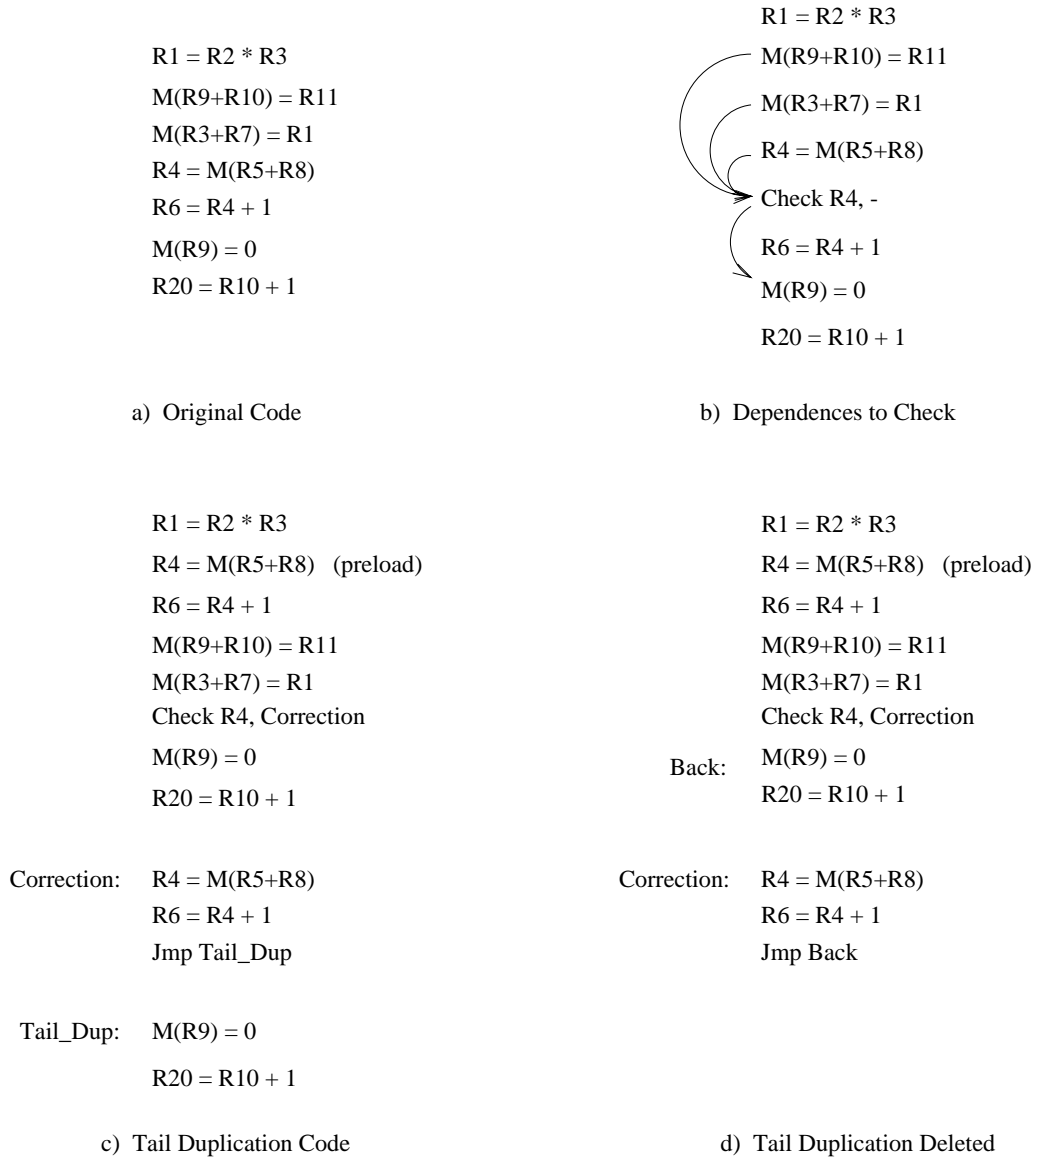 R1 = R2 * R3
M(R9+R10) = R11
M(R3+R7) = R1
R4 = M(R5+R8)
R6 = R4 + 1
M(R9) = 0
R20 = R10 + 1
a) Original Code
R1 = R2 * R3
M(R9+R10) = R11
M(R3+R7) = R1
R4 = M(R5+R8)
Check R4, -
R6 = R4 + 1
M(R9) = 0
R20 = R10 + 1
b) Dependences to Check
R1 = R2 * R3
R4 = M(R5+R8) (preload)
R6 = R4 + 1
M(R9+R10) = R11
M(R3+R7) = R1
Check R4, Correction
M(R9) = 0
R20 = R10 + 1
Correction: R4 = M(R5+R8)
R6 = R4 + 1
Jmp Tail_Dup
Tail_Dup: M(R9) = 0
R20 = R10 + 1
c) Tail Duplication Code
R1 = R2 * R3
R4 = M(R5+R8) (preload)
R6 = R4 + 1
M(R9+R10) = R11
M(R3+R7) = R1
Check R4, Correction
Back: M(R9) = 0
R20 = R10 + 1
Correction: R4 = M(R5+R8)
R6 = R4 + 1
Jmp Back
d) Tail Duplication Deleted